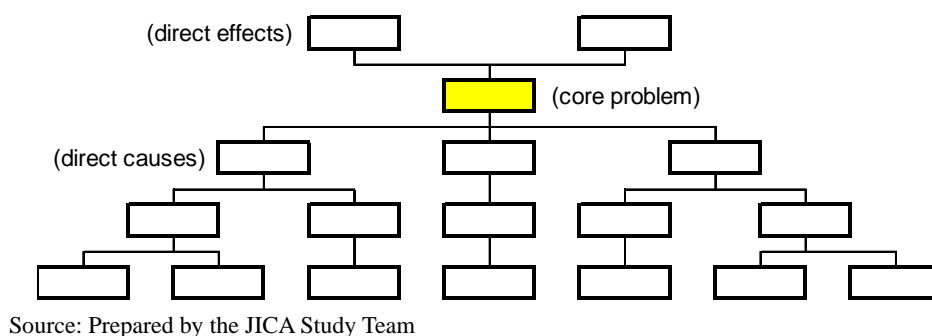 (direct effects)
(core problem)
(direct causes)
Source: Prepared by the JICA Study Team